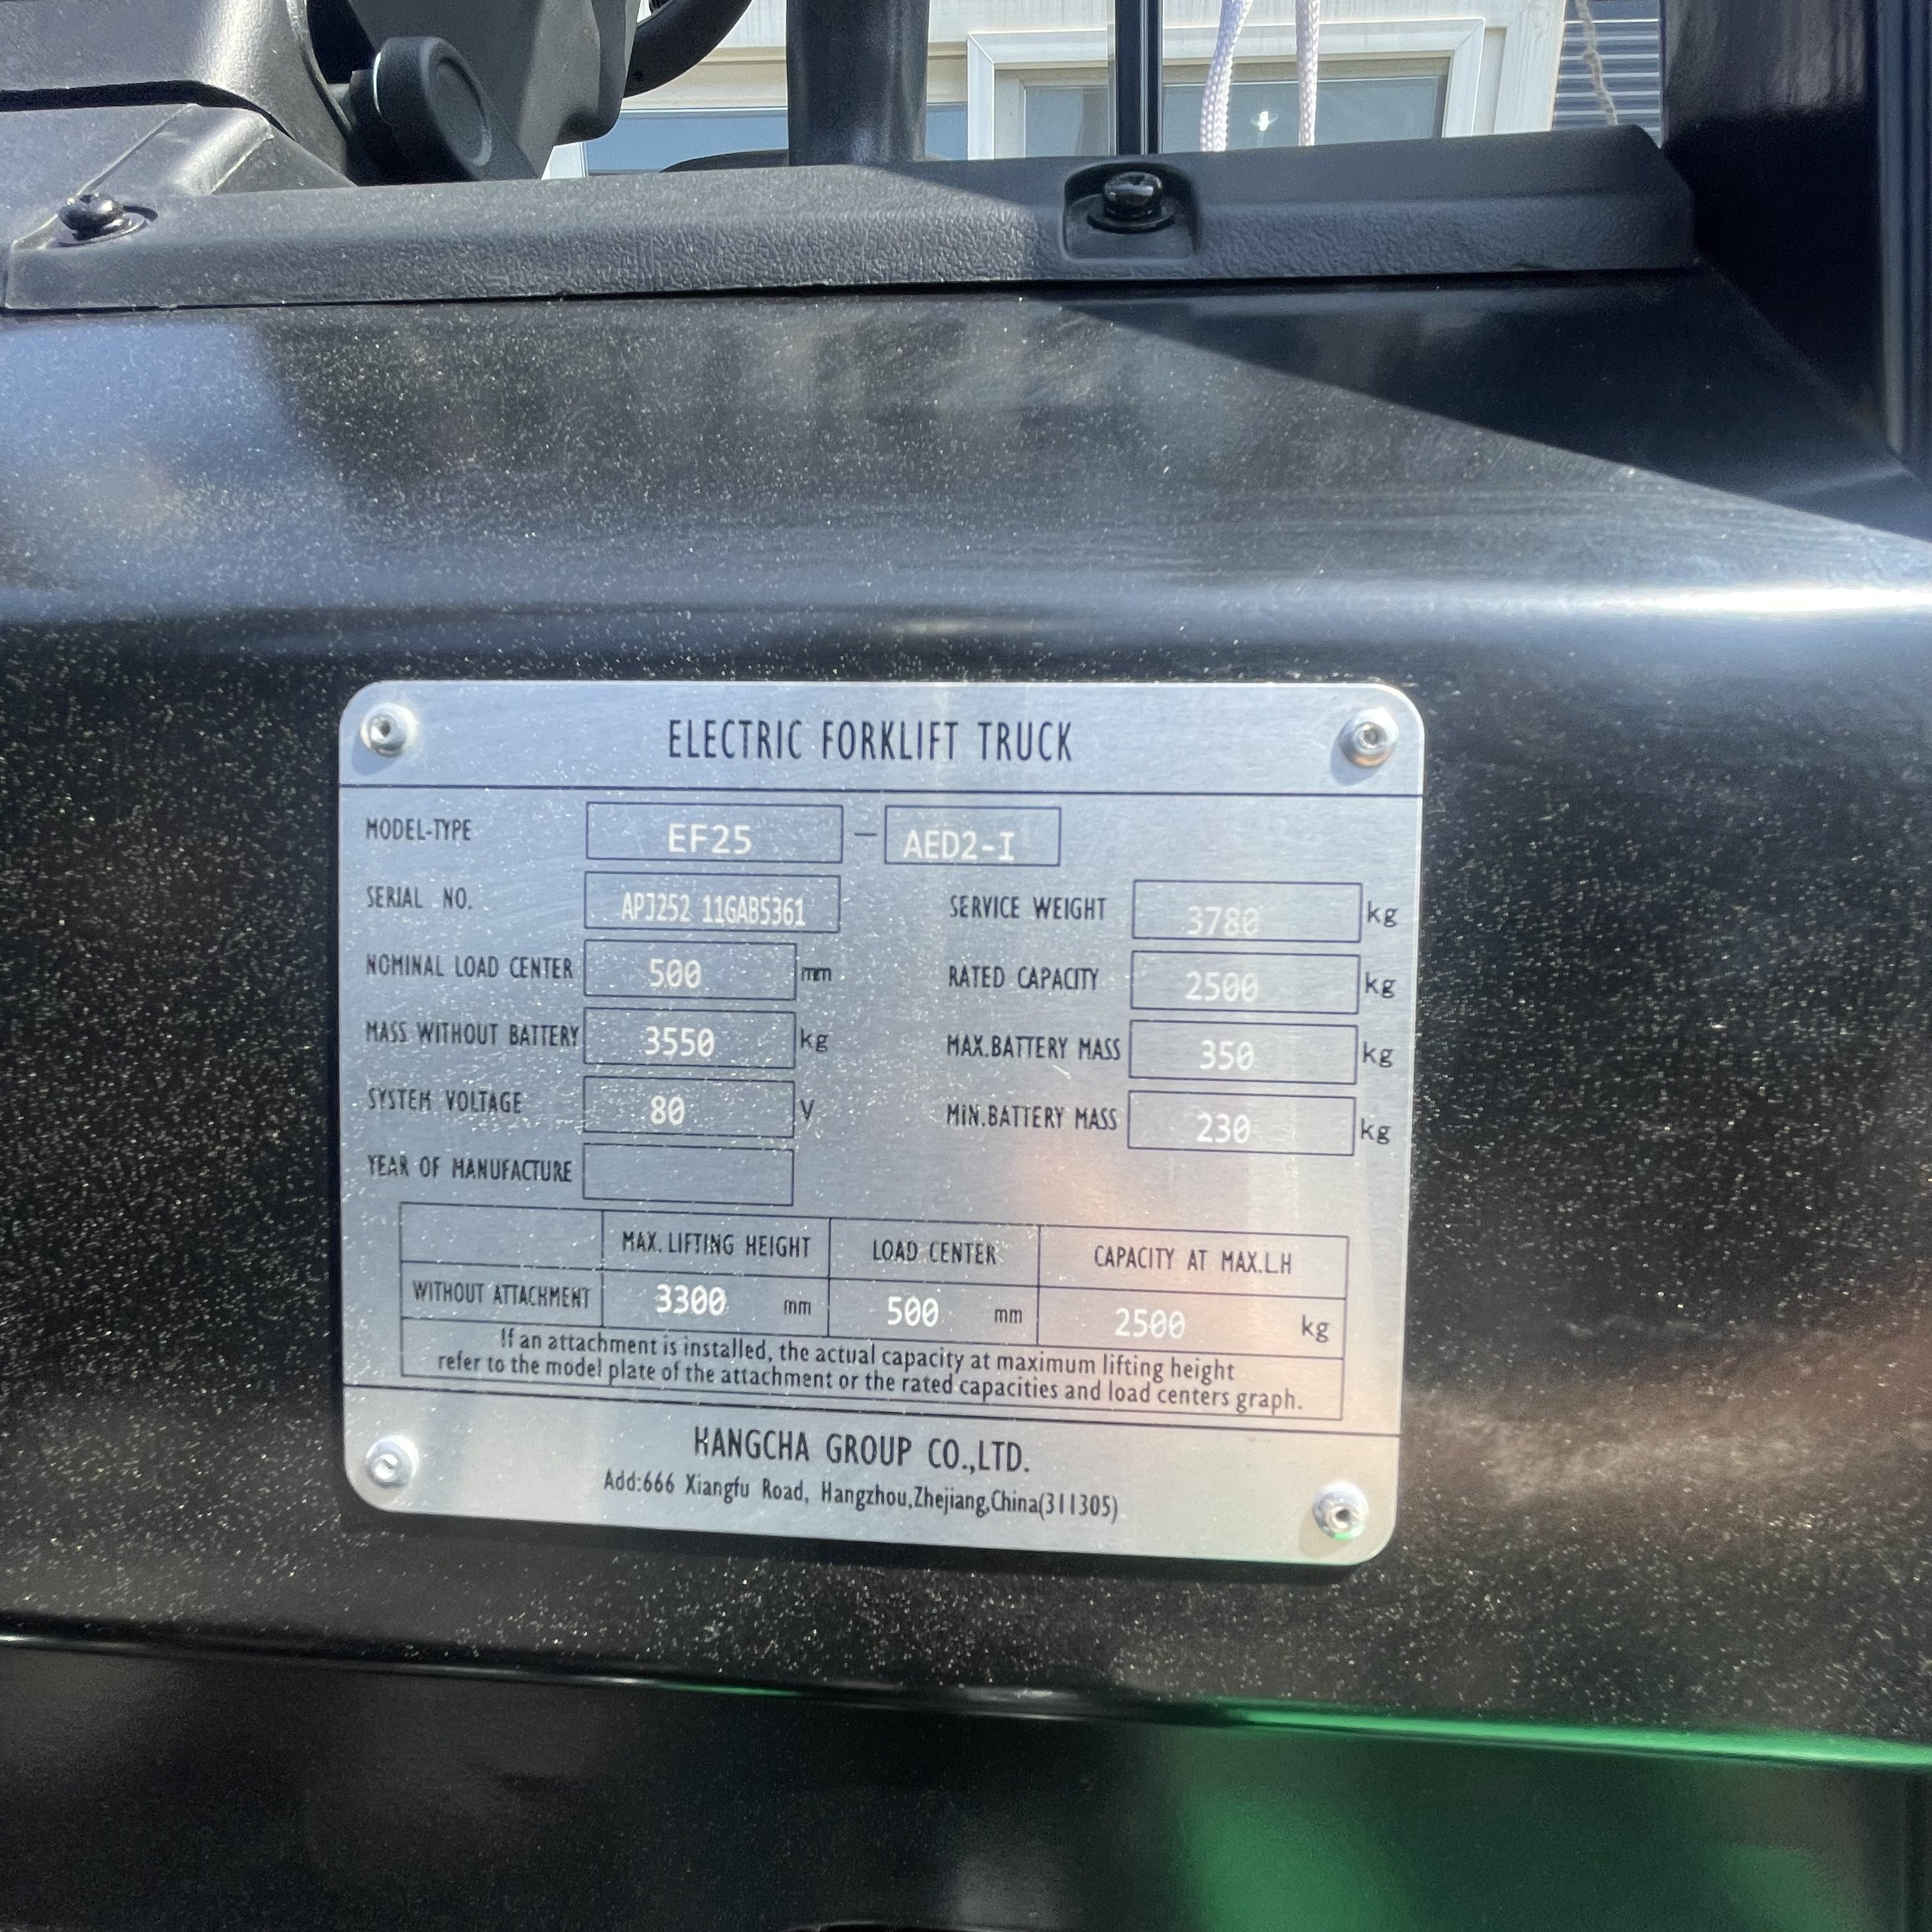 ELECTRIC FORKLIFT TRUCK
MODEL-TYPE EF25 - AED2-I
SERIAL NO. APJ252 11GAB5361 SERVICE WEIGHT 3780 kg
NOMINAL LOAD CENTER 500 mm RATED CAPACITY 2500 kg
MASS WITHOUT BATTERY 3550 kg MAX.BATTERY MASS 350 kg
SYSTEM VOLTAGE 80 V MIN.BATTERY MASS 230 kg
YEAR OF MANUFACTURE
MAX. LIFTING HEIGHT LOAD CENTER CAPACITY AT MAX.L.H
WITHOUT ATTACHMENT 3300 mm 500 mm 2500 kg
If an attachment is installed, the actual capacity at maximum lifting height
refer to the model plate of the attachment or the rated capacities and load centers graph.
HANGCHA GROUP CO.,LTD.
Add:666 Xiangfu Road, Hangzhou,Zhejiang,China(311305)